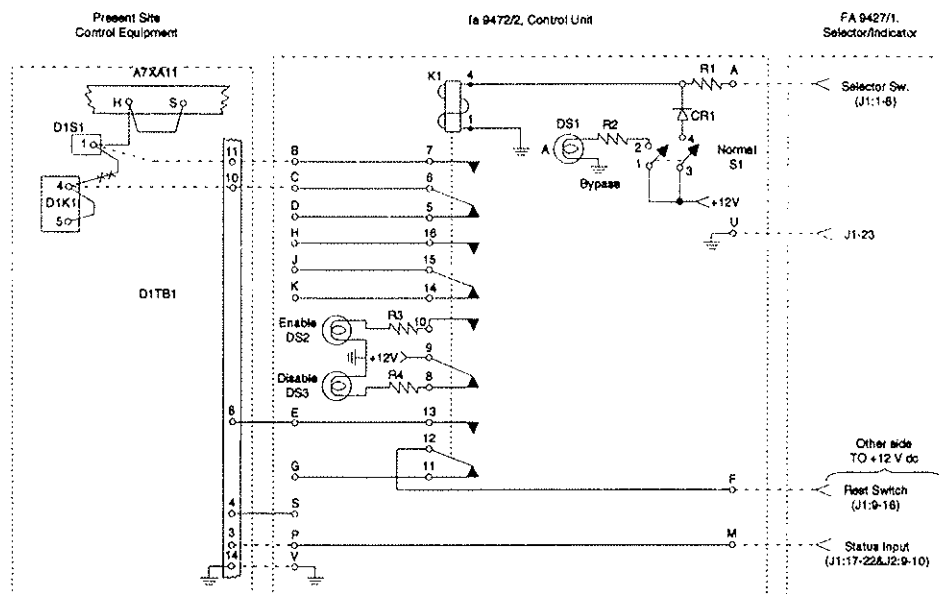 Present Site
Control Equipment
fa 9472/2, Control Unit
FA 9427/1.
Selector/Indicator
A7XA11
H
S
D1S1
1
4
D1K1
5
D1TB1
11
10
6
4
3
14
B
C
D
H
J
K
E
G
S
P
V
K1
4
1
7
6
5
16
15
14
10
9
8
13
12
11
Enable
DS2
R3
+12V
Disable
DS3
R4
DS1
R2
A
Bypass
2
1
4
3
Normal
S1
CR1
R1
A
+12V
U
F
M
Selector Sw.
(J1:1-8)
J1-23
Other side
TO +12 V dc
Rest Switch
(J1:9-16)
Status Input
(J1:17-22&J2:9-10)